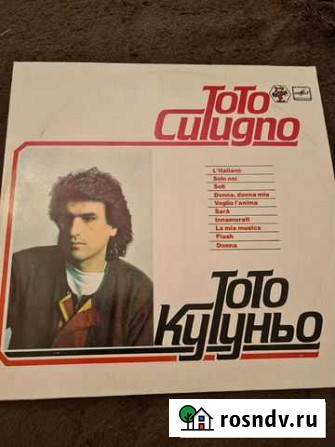 Toto
Cutugno
L'italiano
Solo noi
Soli
Donna, donna mia
Voglio l'anima
Sarà
Innamorati
La mia musica
Flash
Donna
Тото
Кутуньо
rosndv.ru